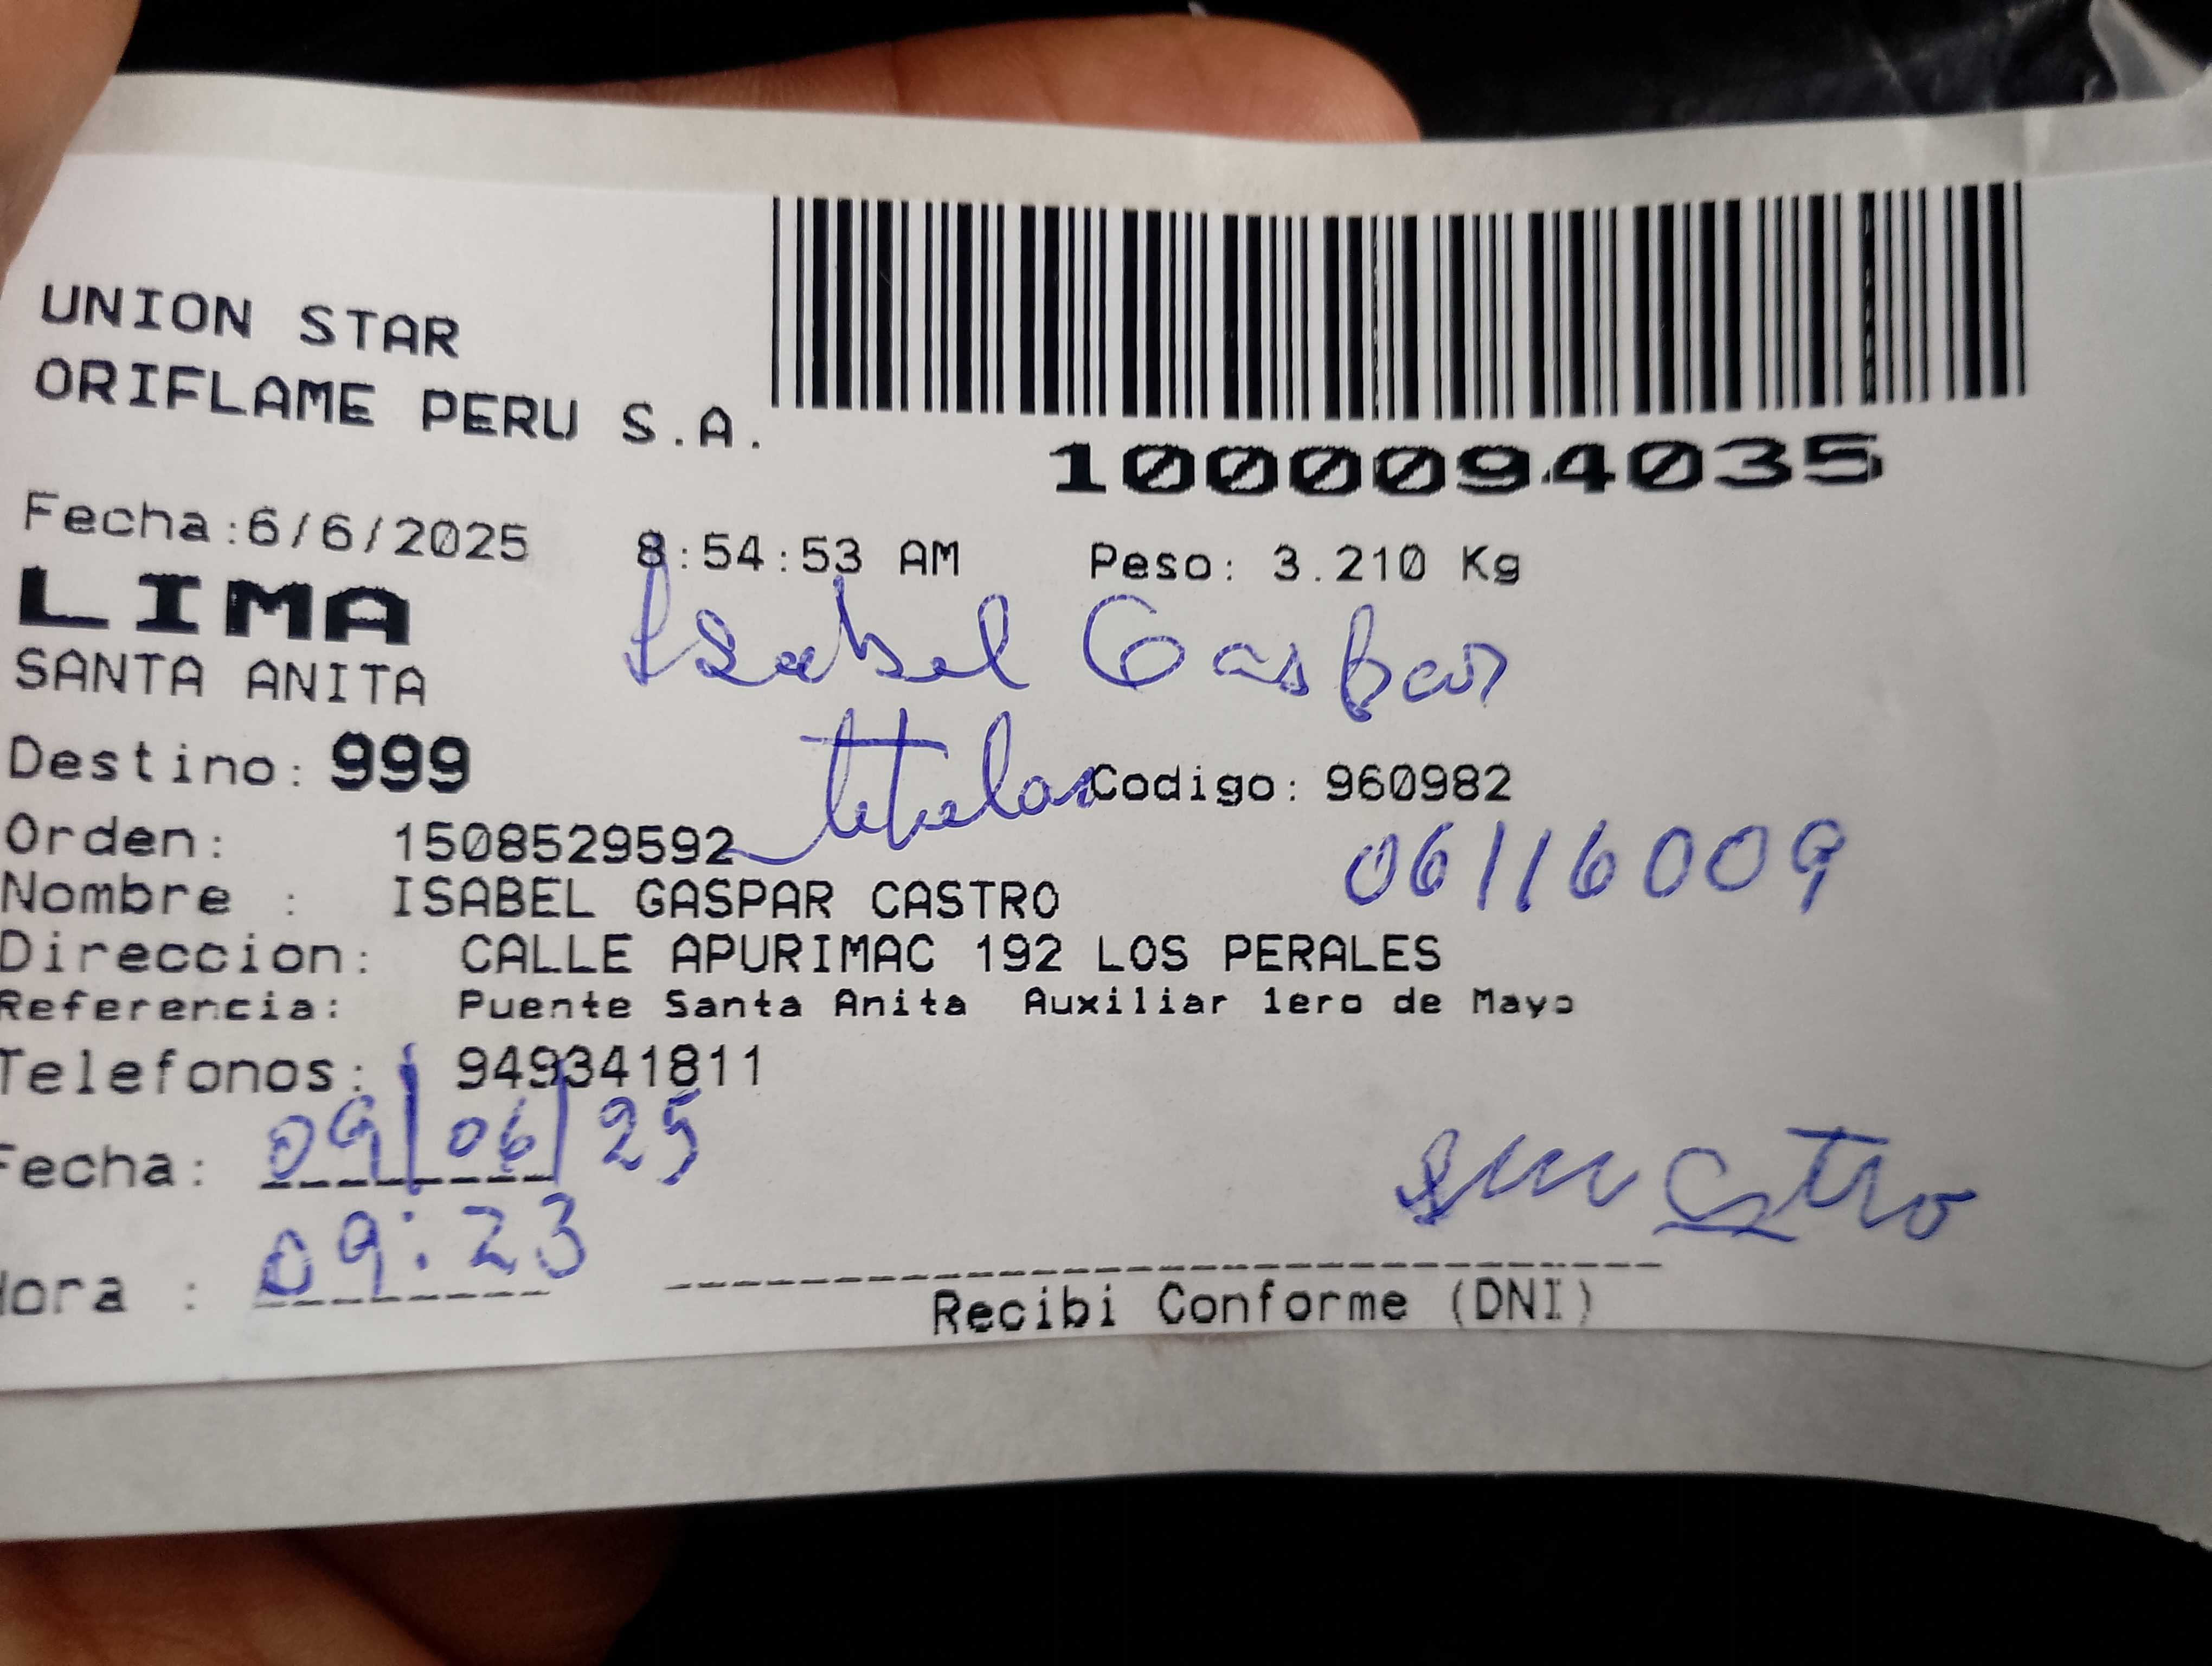 UNION STAR
ORIFLAME PERU S.A.
1000094035
Fecha:6/6/2025 8:54:53 AM Peso: 3.210 Kg
LIMA
Isabel Gaspar
SANTA ANITA
titular
Destino: 999 Codigo: 960982
Orden: 1508529592
06116009
Nombre : ISABEL GASPAR CASTRO
Direccion: CALLE APURIMAC 192 LOS PERALES
Referencia: Puente Santa Anita Auxiliar 1ero de Mayo
Telefonos: 949341811
Fecha: 09/06/25
Hora : 09:23
Recibi Conforme (DNI)